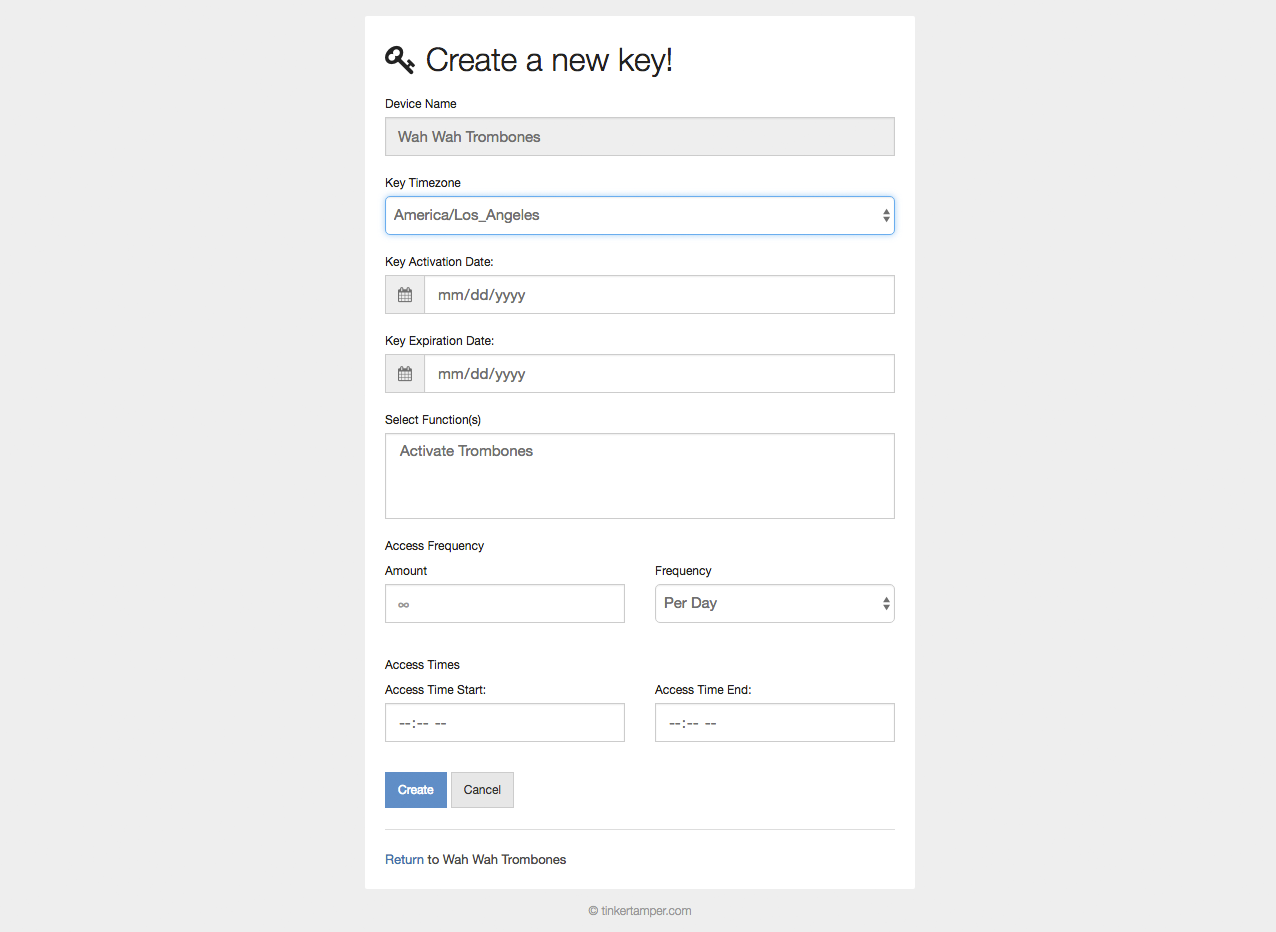 Create a new key!
Device Name
Wah Wah Trombones
Key Timezone
America/Los_Angeles
Key Activation Date:
mm/dd/yyyy
Key Expiration Date:
mm/dd/yyyy
Select Function(s)
Activate Trombones
Access Frequency
Amount Frequency
∞ Per Day
Access Times
Access Time Start: Access Time End:
--:-- -- --:-- --
Create Cancel
Return to Wah Wah Trombones
© tinkertamper.com